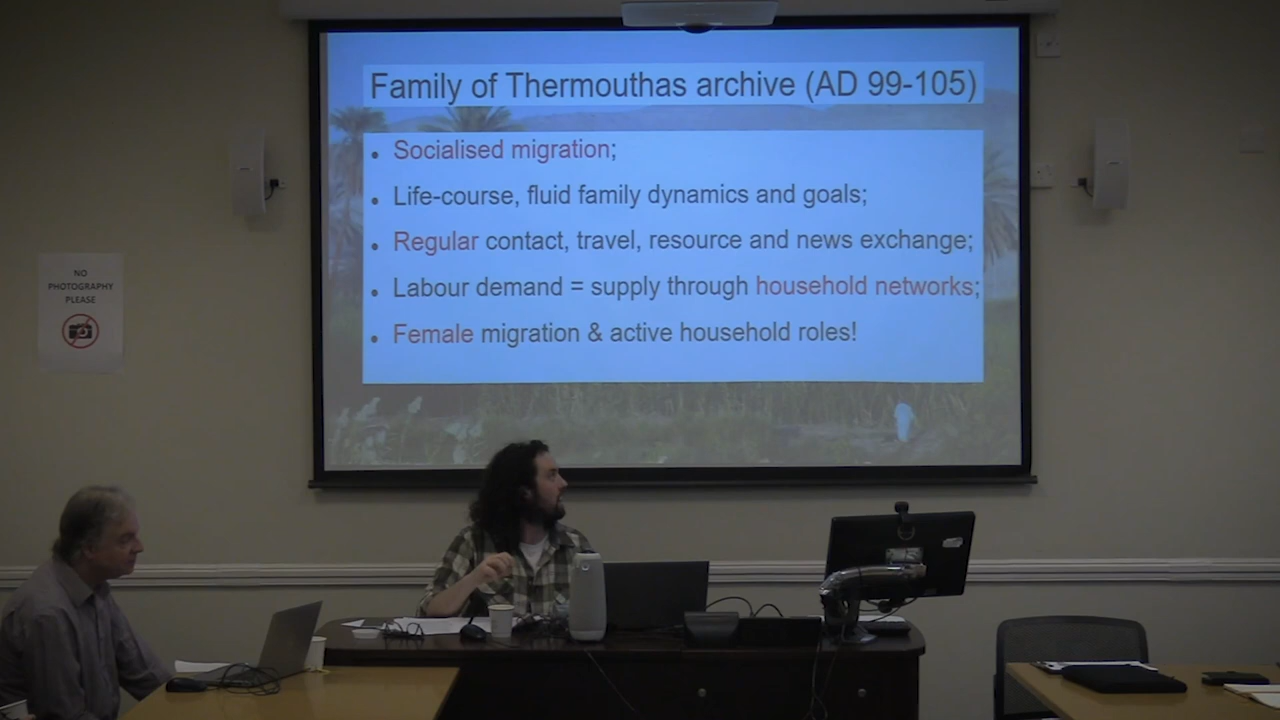 Family of Thermouthas archive (AD 99-105)
• Socialised migration;
• Life-course, fluid family dynamics and goals;
• Regular contact, travel, resource and news exchange;
• Labour demand = supply through household networks;
• Female migration & active household roles!
NO
PHOTOGRAPHY
PLEASE